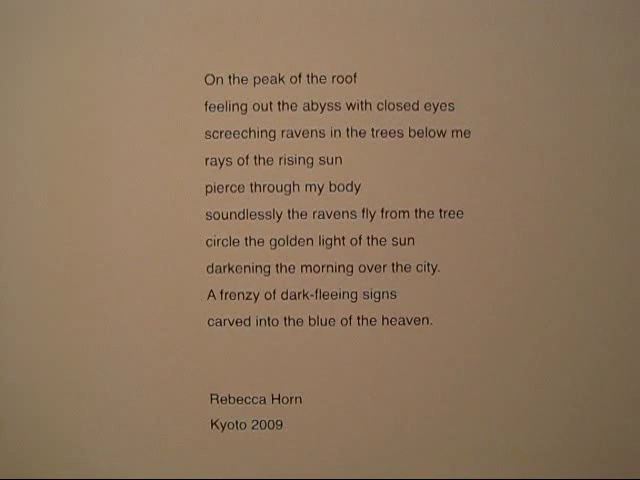 On the peak of the roof
feeling out the abyss with closed eyes
screeching ravens in the trees below me
rays of the rising sun
pierce through my body
soundlessly the ravens fly from the tree
circle the golden light of the sun
darkening the morning over the city.
A frenzy of dark-fleeing signs
carved into the blue of the heaven.
Rebecca Horn
Kyoto 2009